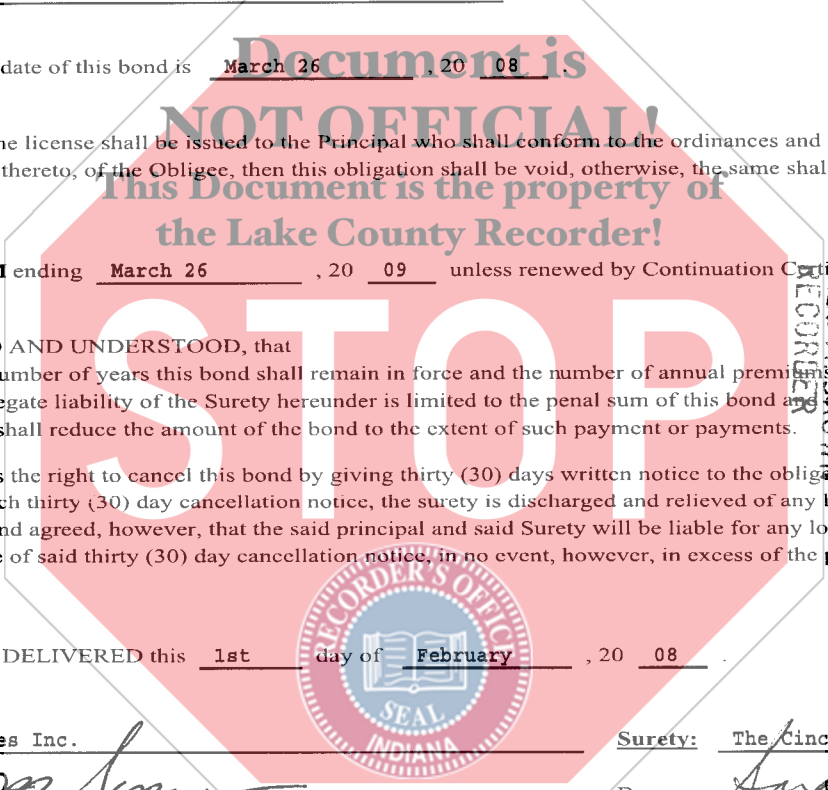 Document is
date of this bond is March 26 , 20 08 .
NOT OFFICIAL!
ne license shall be issued to the Principal who shall conform to the ordinances and
thereto, of the Obligee, then this obligation shall be void, otherwise, the same shal
This Document is the property of
the Lake County Recorder!
ending March 26 , 20 09 unless renewed by Continuation Certi
RECORDER
STOP
AND UNDERSTOOD, that
umber of years this bond shall remain in force and the number of annual premiums
egate liability of the Surety hereunder is limited to the penal sum of this bond and
shall reduce the amount of the bond to the extent of such payment or payments.
s the right to cancel this bond by giving thirty (30) days written notice to the oblige
ch thirty (30) day cancellation notice, the surety is discharged and relieved of any
nd agreed, however, that the said principal and said Surety will be liable for any lo
e of said thirty (30) day cancellation notice, in no event, however, in excess of the
RECORDER'S OFFIC
SEAL
INDIANA
DELIVERED this 1st day of February , 20 08 .
es Inc. Surety: The Cinc